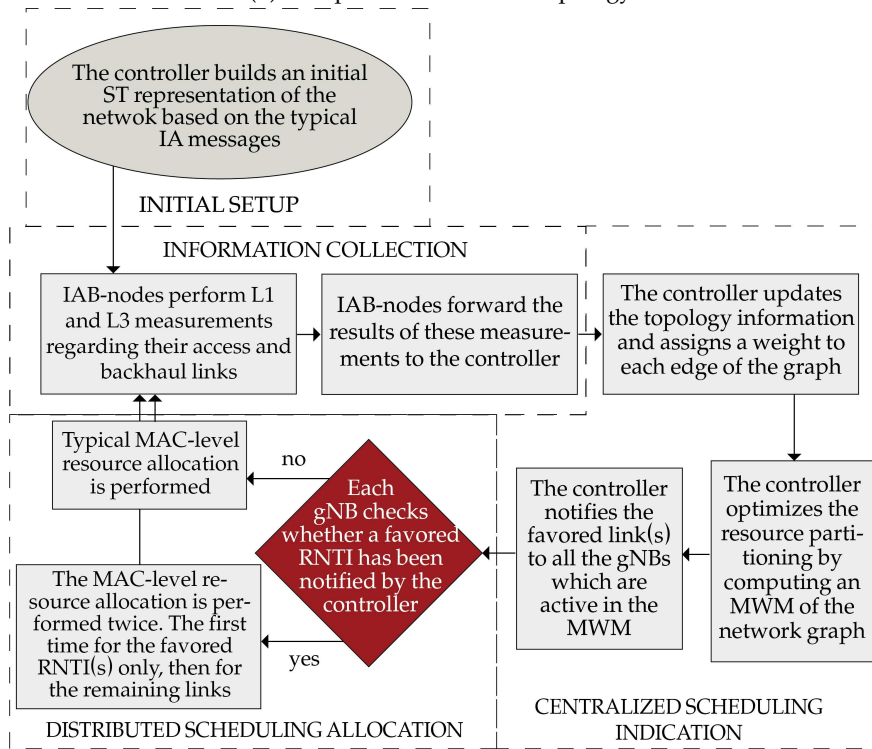 The controller builds an initial
ST representation of the
netwok based on the typical
IA messages
INITIAL SETUP
INFORMATION COLLECTION
IAB-nodes perform L1
and L3 measurements
regarding their access and
backhaul links
IAB-nodes forward the
results of these measure-
ments to the controller
The controller updates
the topology information
and assigns a weight to
each edge of the graph
The controller
optimizes the
resource parti-
tioning by
computing an
MWM of the
network graph
The controller
notifies the
favored link(s)
to all the gNBs
which are
active in the
MWM
CENTRALIZED SCHEDULING
INDICATION
Each
gNB checks
whether a favored
RNTI has been
notified by the
controller
no
yes
Typical MAC-level
resource allocation
is performed
The MAC-level re-
source allocation is per-
formed twice. The first
time for the favored
RNTI(s) only, then for
the remaining links
DISTRIBUTED SCHEDULING ALLOCATION